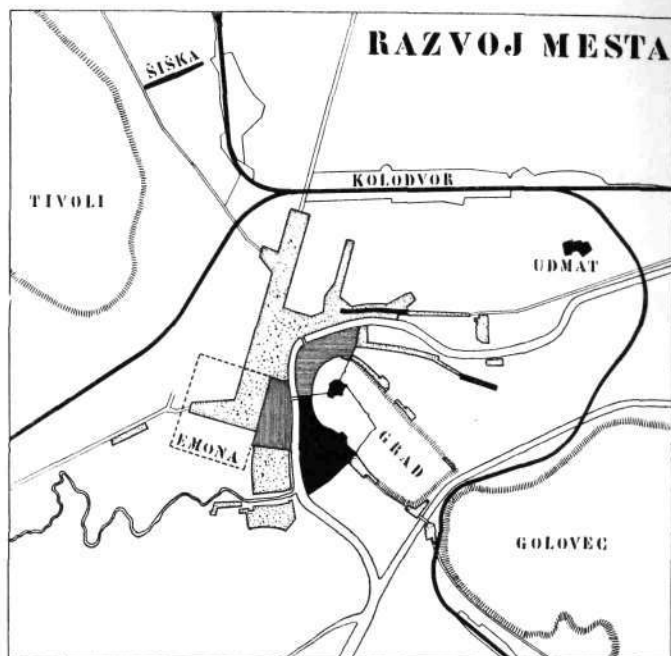 RAZVOJ MESTA
ŠIŠKA
KOLODVOR
TIVOLI
UDMAT
EMONA
GRAD
GOLOVEC